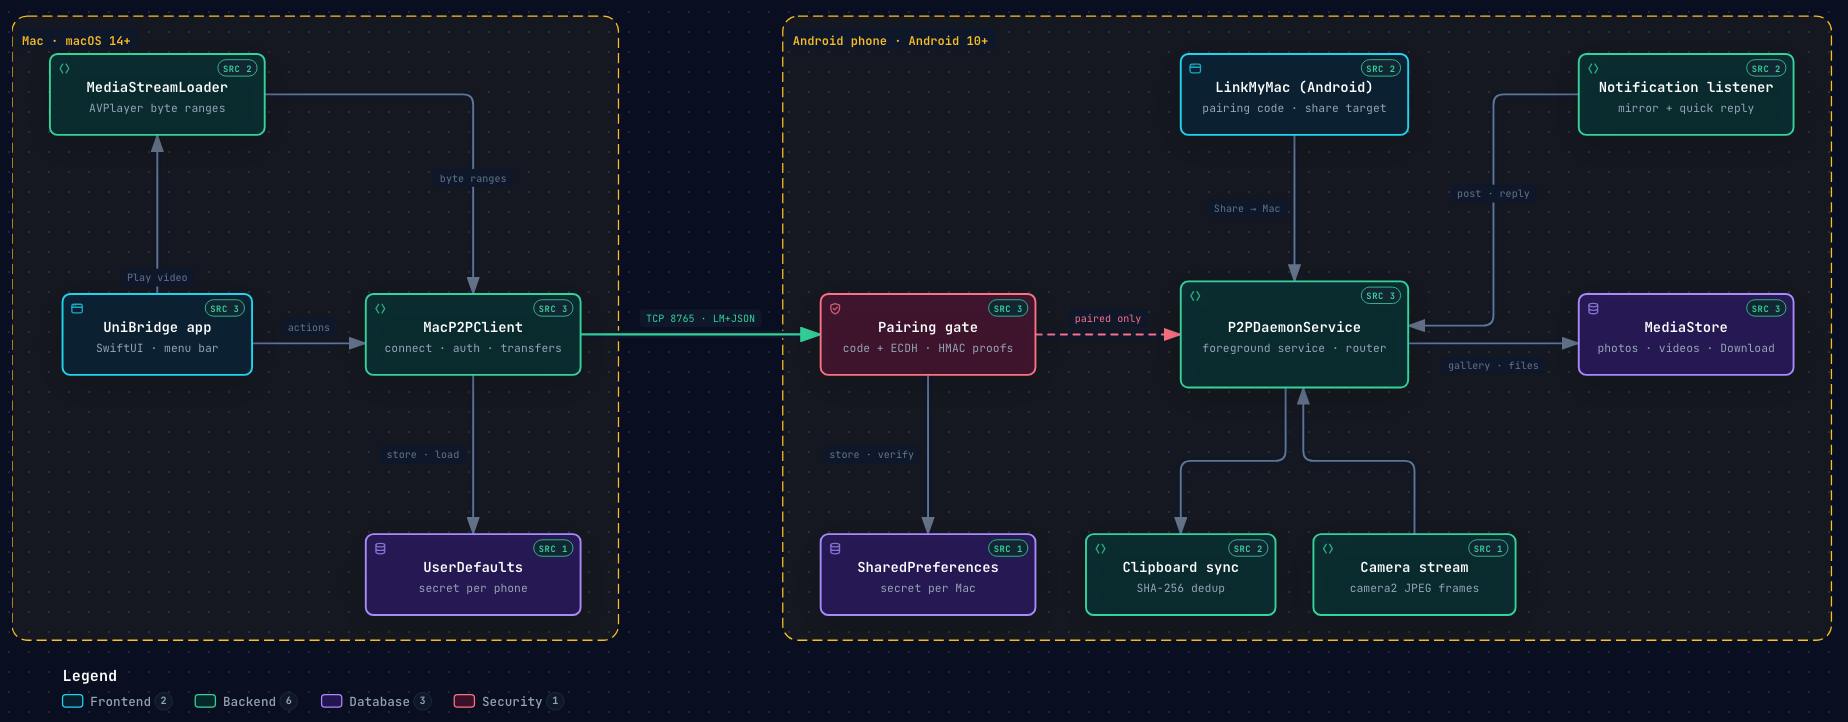 Mac · macOS 14+
SRC 2
MediaStreamLoader
AVPlayer byte ranges
byte ranges
Play video
SRC 3
UniBridge app
SwiftUI · menu bar
actions
SRC 3
MacP2PClient
connect · auth · transfers
store · load
SRC 1
UserDefaults
secret per phone
TCP 8765 · LM+JSON
Android phone · Android 10+
SRC 2
LinkMyMac (Android)
pairing code · share target
SRC 2
Notification listener
mirror + quick reply
post · reply
Share → Mac
SRC 3
Pairing gate
code + ECDH · HMAC proofs
paired only
SRC 3
P2PDaemonService
foreground service · router
gallery · files
SRC 3
MediaStore
photos · videos · Download
store · verify
SRC 1
SharedPreferences
secret per Mac
SRC 2
Clipboard sync
SHA-256 dedup
SRC 1
Camera stream
camera2 JPEG frames
Legend
Frontend 2 Backend 6 Database 3 Security 1